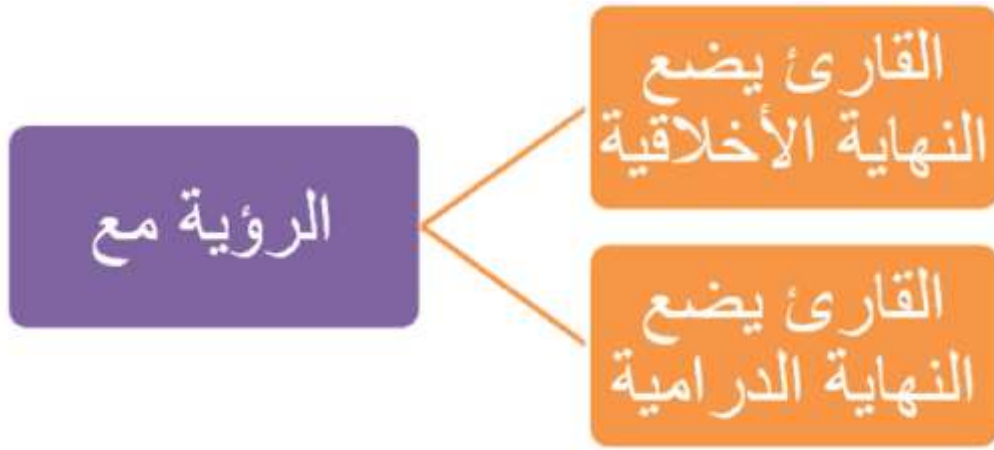 القارئ يضع
النهاية الأخلاقية
الرؤية مع
القارئ يضع
النهاية الدرامية